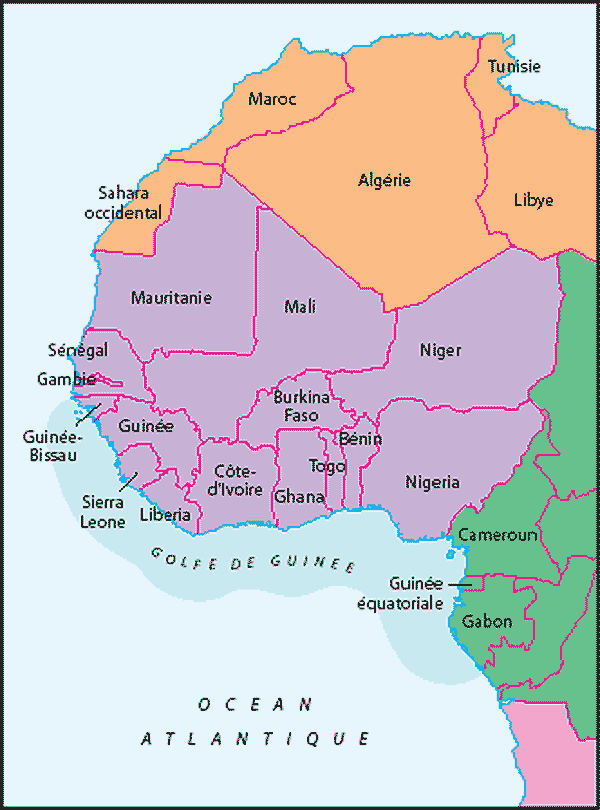 Tunisie
Maroc
Algérie
Sahara
occidental
Libye
Mauritanie
Mali
Sénégal
Niger
Gambie
Burkina
Faso
Guinée
Guinée-
Bissau
Bénin
Togo
Côte-
d'Ivoire
Nigeria
Ghana
Sierra
Leone
Liberia
Cameroun
GOLFE DE GUINEE
Guinée
équatoriale
Gabon
OCEAN
ATLANTIQUE